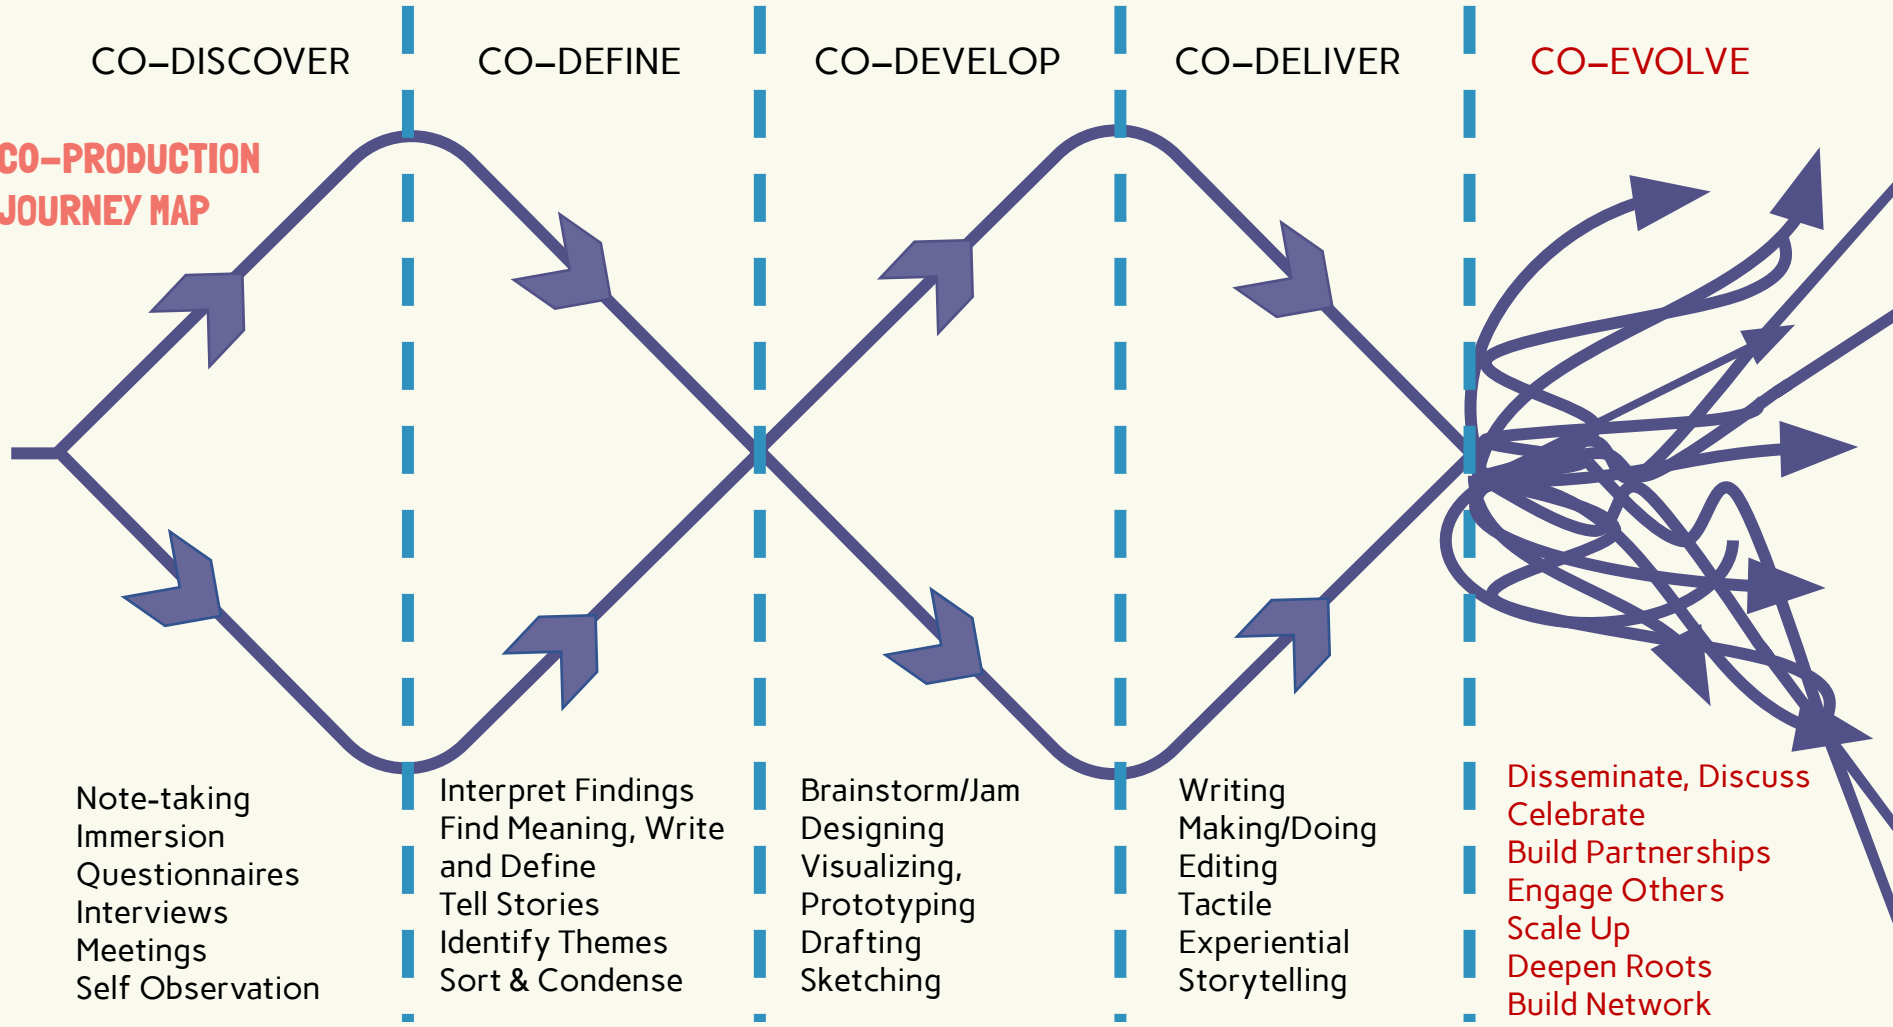 CO–DISCOVER
CO–DEFINE
CO–DEVELOP
CO–DELIVER
CO–EVOLVE
CO–PRODUCTION
JOURNEY MAP
Note-taking
Immersion
Questionnaires
Interviews
Meetings
Self Observation
Interpret Findings
Find Meaning, Write
and Define
Tell Stories
Identify Themes
Sort & Condense
Brainstorm/Jam
Designing
Visualizing,
Prototyping
Drafting
Sketching
Writing
Making/Doing
Editing
Tactile
Experiential
Storytelling
Disseminate, Discuss
Celebrate
Build Partnerships
Engage Others
Scale Up
Deepen Roots
Build Network